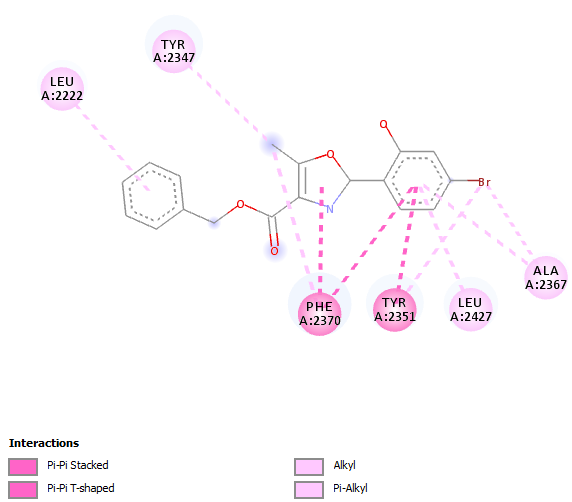 TYR
A:2347
LEU
A:2222
O
O
N
Br
O
O
ALA
A:2367
PHE
A:2370
TYR
A:2351
LEU
A:2427
Interactions
Pi-Pi Stacked
Alkyl
Pi-Pi T-shaped
Pi-Alkyl